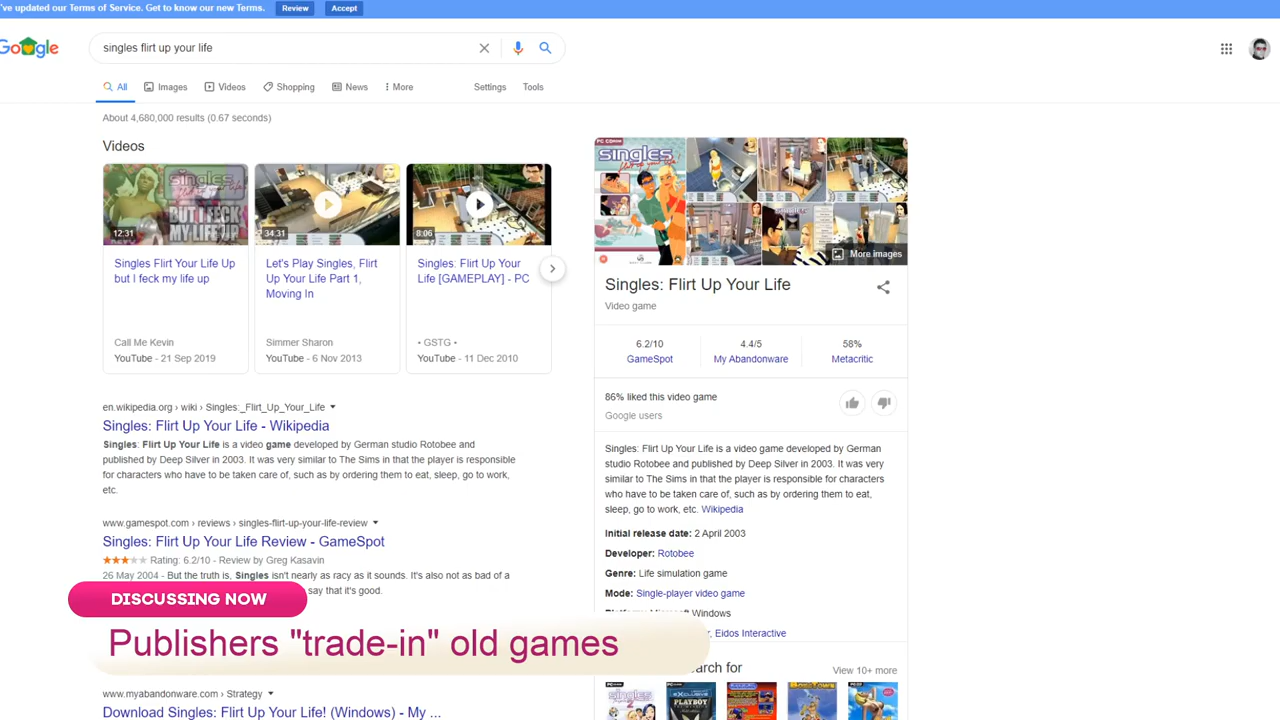 've updated our Terms of Service. Get to know our new Terms.
Review
Accept
Google
singles flirt up your life
All
Images
Videos
Shopping
News
More
Settings
Tools
About 4,680,000 results (0.67 seconds)
Videos
singles
BUT I FECK
MY LIFE UP
12:31
34:31
8:06
Singles Flirt Your Life Up
but I feck my life up
Call Me Kevin
YouTube - 21 Sep 2019
Let's Play Singles, Flirt
Up Your Life Part 1,
Moving In
Simmer Sharon
YouTube - 6 Nov 2013
Singles: Flirt Up Your
Life [GAMEPLAY] - PC
• GSTG •
YouTube - 11 Dec 2010
en.wikipedia.org › wiki › Singles:_Flirt_Up_Your_Life
Singles: Flirt Up Your Life - Wikipedia
Singles: Flirt Up Your Life is a video game developed by German studio Rotobee and
published by Deep Silver in 2003. It was very similar to The Sims in that the player is responsible
for characters who have to be taken care of, such as by ordering them to eat, sleep, go to work,
etc.
www.gamespot.com › reviews › singles-flirt-up-your-life-review
Singles: Flirt Up Your Life Review - GameSpot
Rating: 6.2/10 - Review by Greg Kasavin
26 May 2004 - But the truth is, Singles isn't nearly as racy as it sounds. It's also not as bad of a
say that it's good.
DISCUSSING NOW
Publishers "trade-in" old games
www.myabandonware.com › Strategy
Download Singles: Flirt Up Your Life! (Windows) - My ...
PC CD-ROM
singles
More images
Singles: Flirt Up Your Life
Video game
6.2/10
GameSpot
4.4/5
My Abandonware
58%
Metacritic
86% liked this video game
Google users
Singles: Flirt Up Your Life is a video game developed by German
studio Rotobee and published by Deep Silver in 2003. It was very
similar to The Sims in that the player is responsible for characters
who have to be taken care of, such as by ordering them to eat,
sleep, go to work, etc. Wikipedia
Initial release date: 2 April 2003
Developer: Rotobee
Genre: Life simulation game
Mode: Single-player video game
Platform: Microsoft Windows
Eidos Interactive
arch for
View 10+ more
singles
PLAYBOY